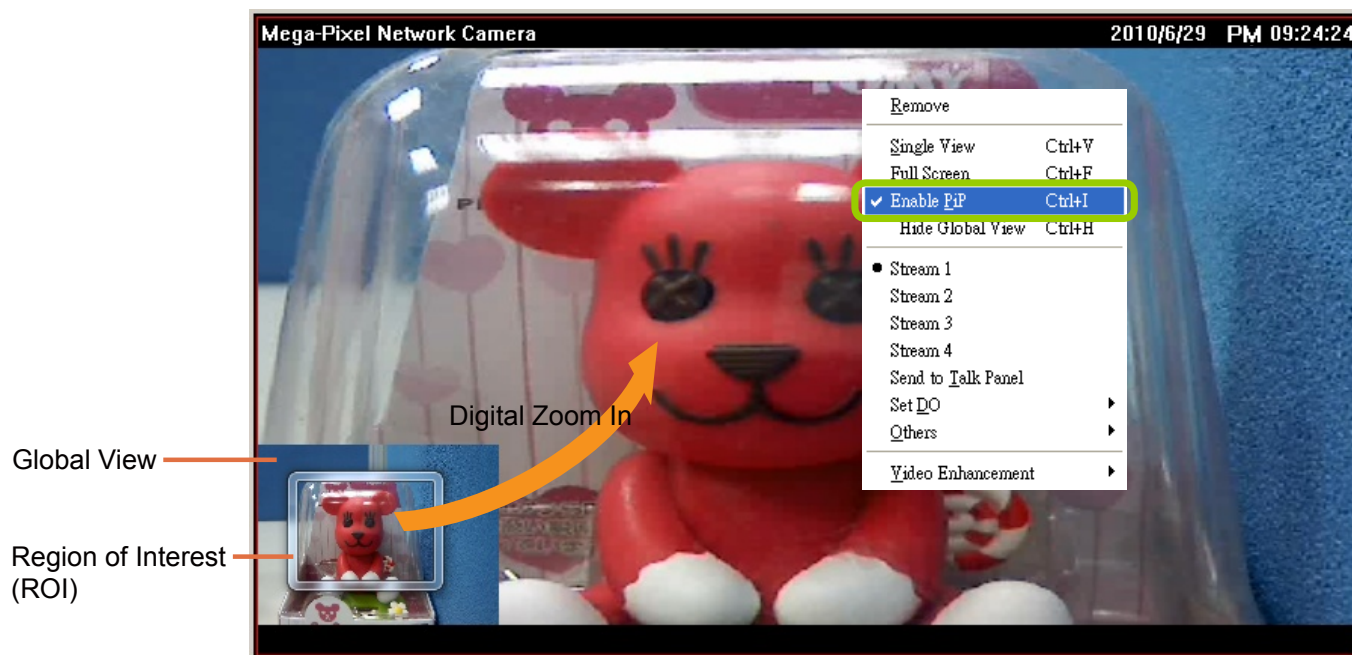 Mega-Pixel Network Camera 2010/6/29 PM 09:24:24
Remove
Single View Ctrl+V
Full Screen Ctrl+F
Enable PiP Ctrl+I
Hide Global View Ctrl+H
Stream 1
Stream 2
Stream 3
Stream 4
Send to Talk Panel
Set DO
Others
Video Enhancement
Digital Zoom In
Global View
Region of Interest
(ROI)